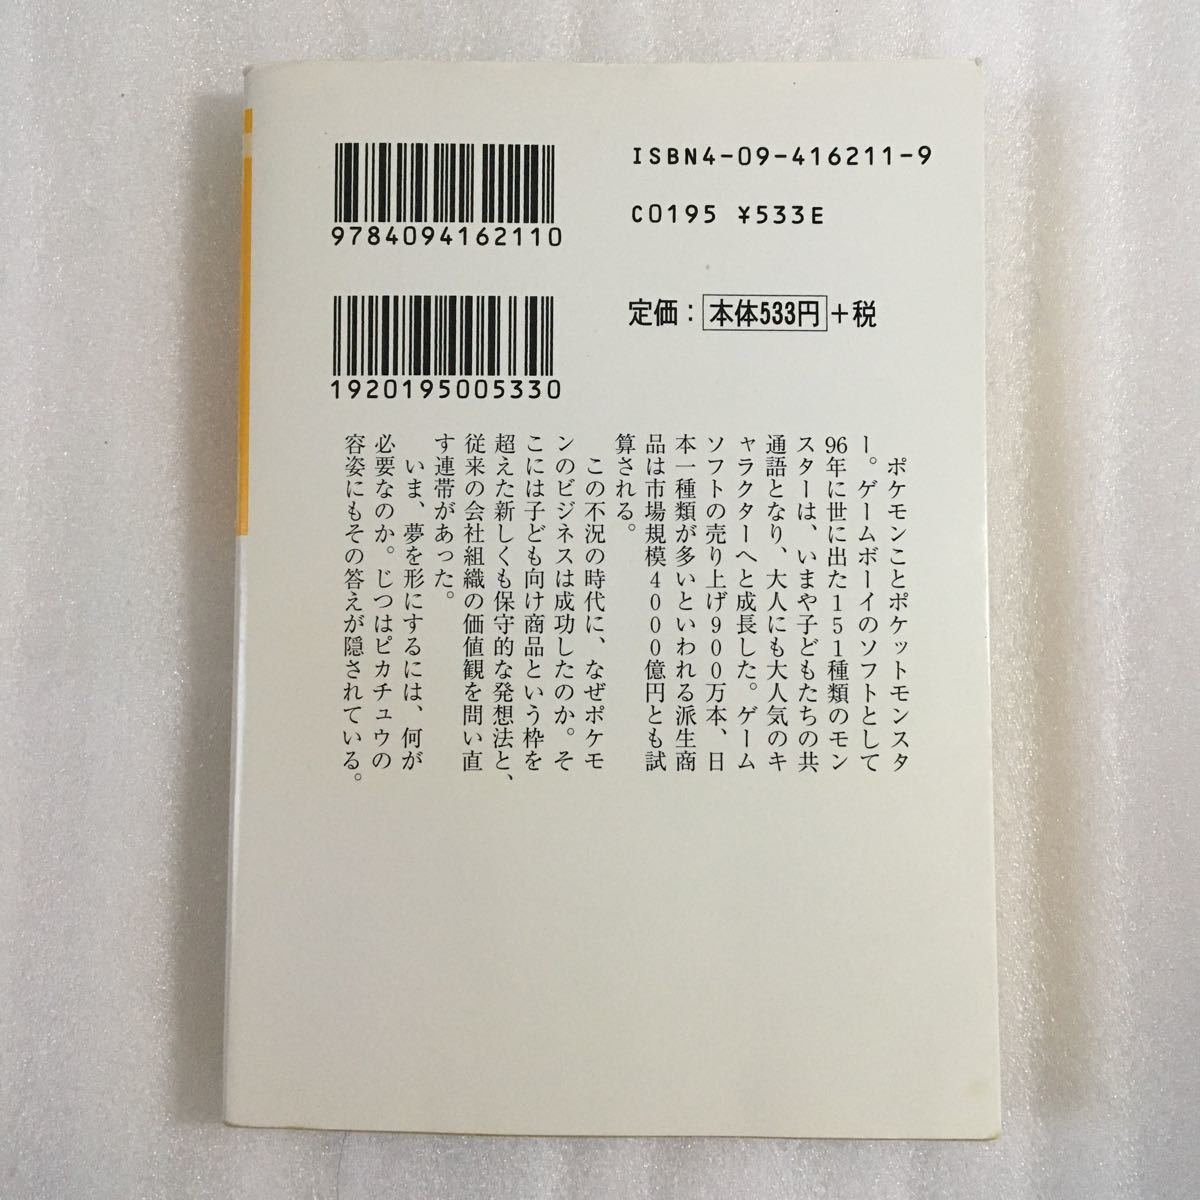 9784094162110
ISBN4-09-416211-9
C0195 ¥533E
1920195005330
定価：本体533円+税
ポケモンことポケットモンスタ
ー。ゲームボーイのソフトとして
96年に世に出た151種類のモン
スターは、いまや子どもたちの共
通語となり、大人にも大人気のキ
ャラクターへと成長した。ゲーム
ソフトの売り上げ900万本、日
本一種類が多いといわれる派生商
品は市場規模4000億円とも試
算される。
この不況の時代に、なぜポケモ
ンのビジネスは成功したのか。そ
こには子ども向け商品という枠を
超えた新しくも保守的な発想法と、
従来の会社組織の価値観を問い直
す連帯があった。
いま、夢を形にするには、何が
必要なのか。じつはピカチュウの
容姿にもその答えが隠されている。